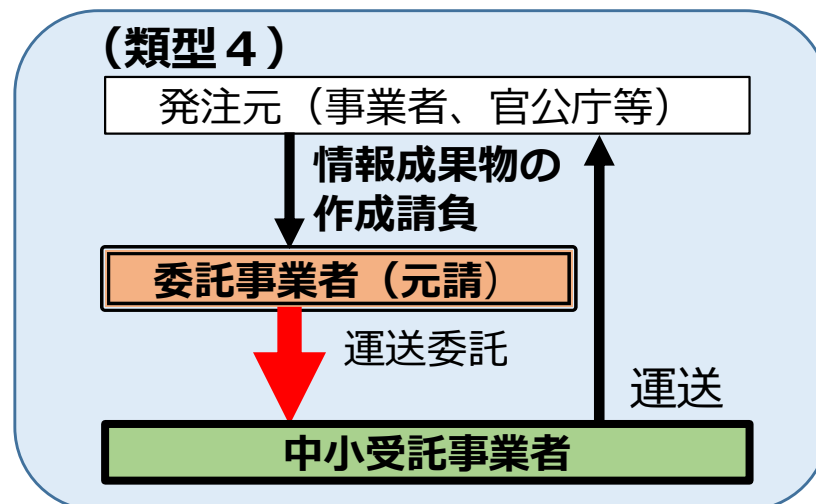 （類型４）
発注元（事業者、官公庁等）
情報成果物の
作成請負
委託事業者（元請）
運送委託
運送
中小受託事業者